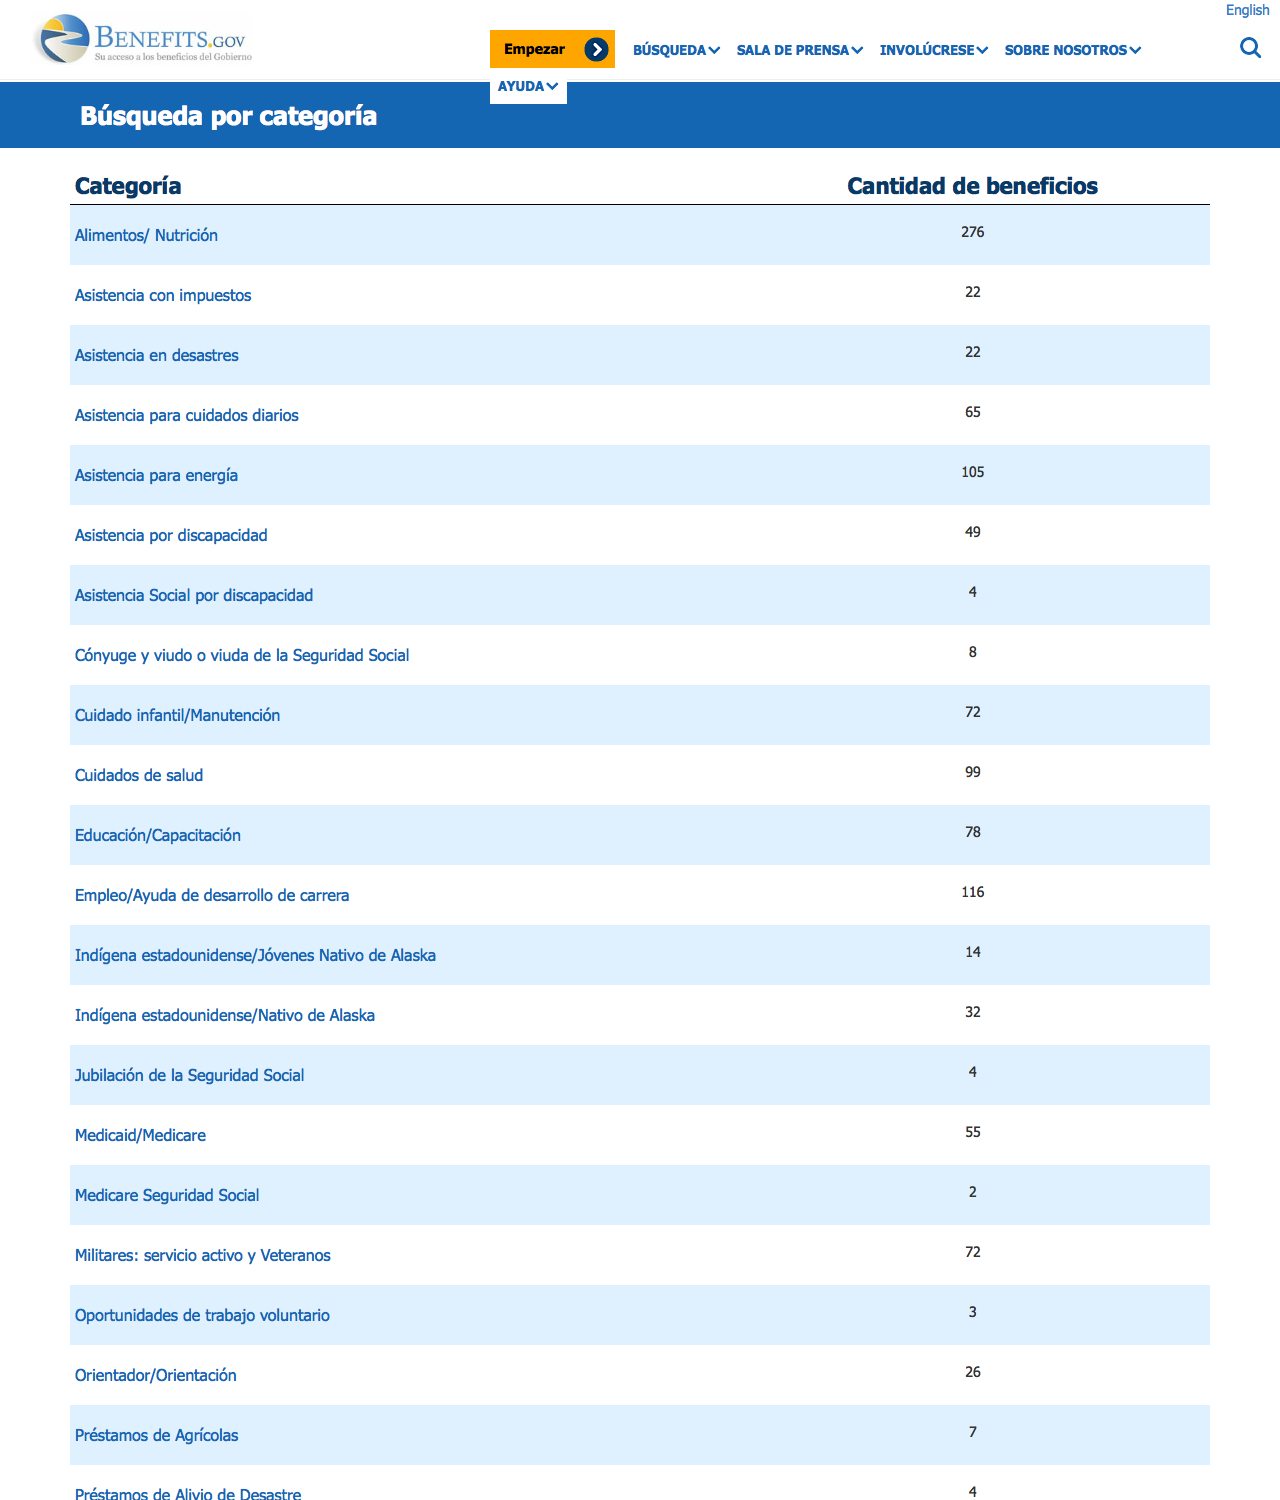 English
BENEFITS.GOV
Su acceso a los beneficios del Gobierno
Empezar
BÚSQUEDA
SALA DE PRENSA
INVOLÚCRESE
SOBRE NOSOTROS
AYUDA
Búsqueda por categoría
Categoría Cantidad de beneficios
Alimentos/ Nutrición 276
Asistencia con impuestos 22
Asistencia en desastres 22
Asistencia para cuidados diarios 65
Asistencia para energía 105
Asistencia por discapacidad 49
Asistencia Social por discapacidad 4
Cónyuge y viudo o viuda de la Seguridad Social 8
Cuidado infantil/Manutención 72
Cuidados de salud 99
Educación/Capacitación 78
Empleo/Ayuda de desarrollo de carrera 116
Indígena estadounidense/Jóvenes Nativo de Alaska 14
Indígena estadounidense/Nativo de Alaska 32
Jubilación de la Seguridad Social 4
Medicaid/Medicare 55
Medicare Seguridad Social 2
Militares: servicio activo y Veteranos 72
Oportunidades de trabajo voluntario 3
Orientador/Orientación 26
Préstamos de Agrícolas 7
Préstamos de Alivio de Desastre 4